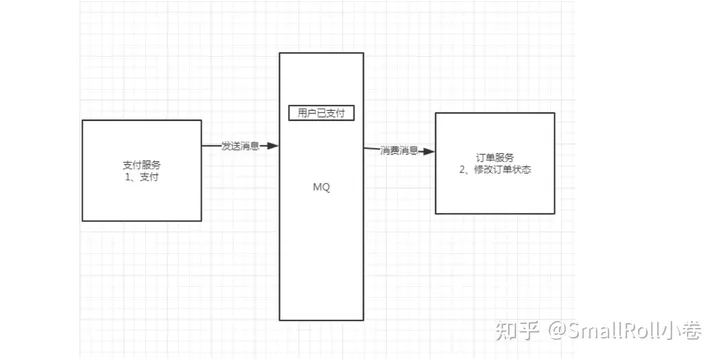 用户已支付
支付服务
1、支付
发送消息
MQ
消费消息
订单服务
2、修改订单状态
知乎 @SmallRoll小卷